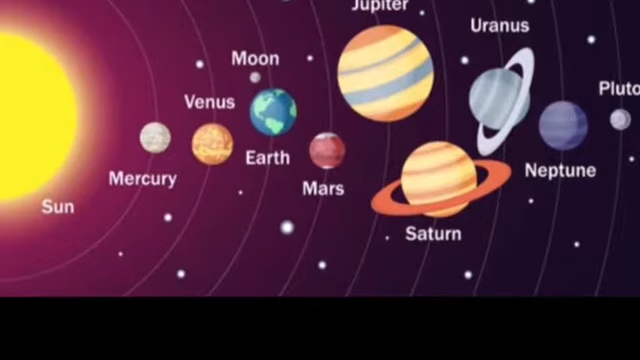 Jupiter
Uranus
Moon
Pluto
Venus
Earth
Neptune
Mercury
Mars
Sun
Saturn